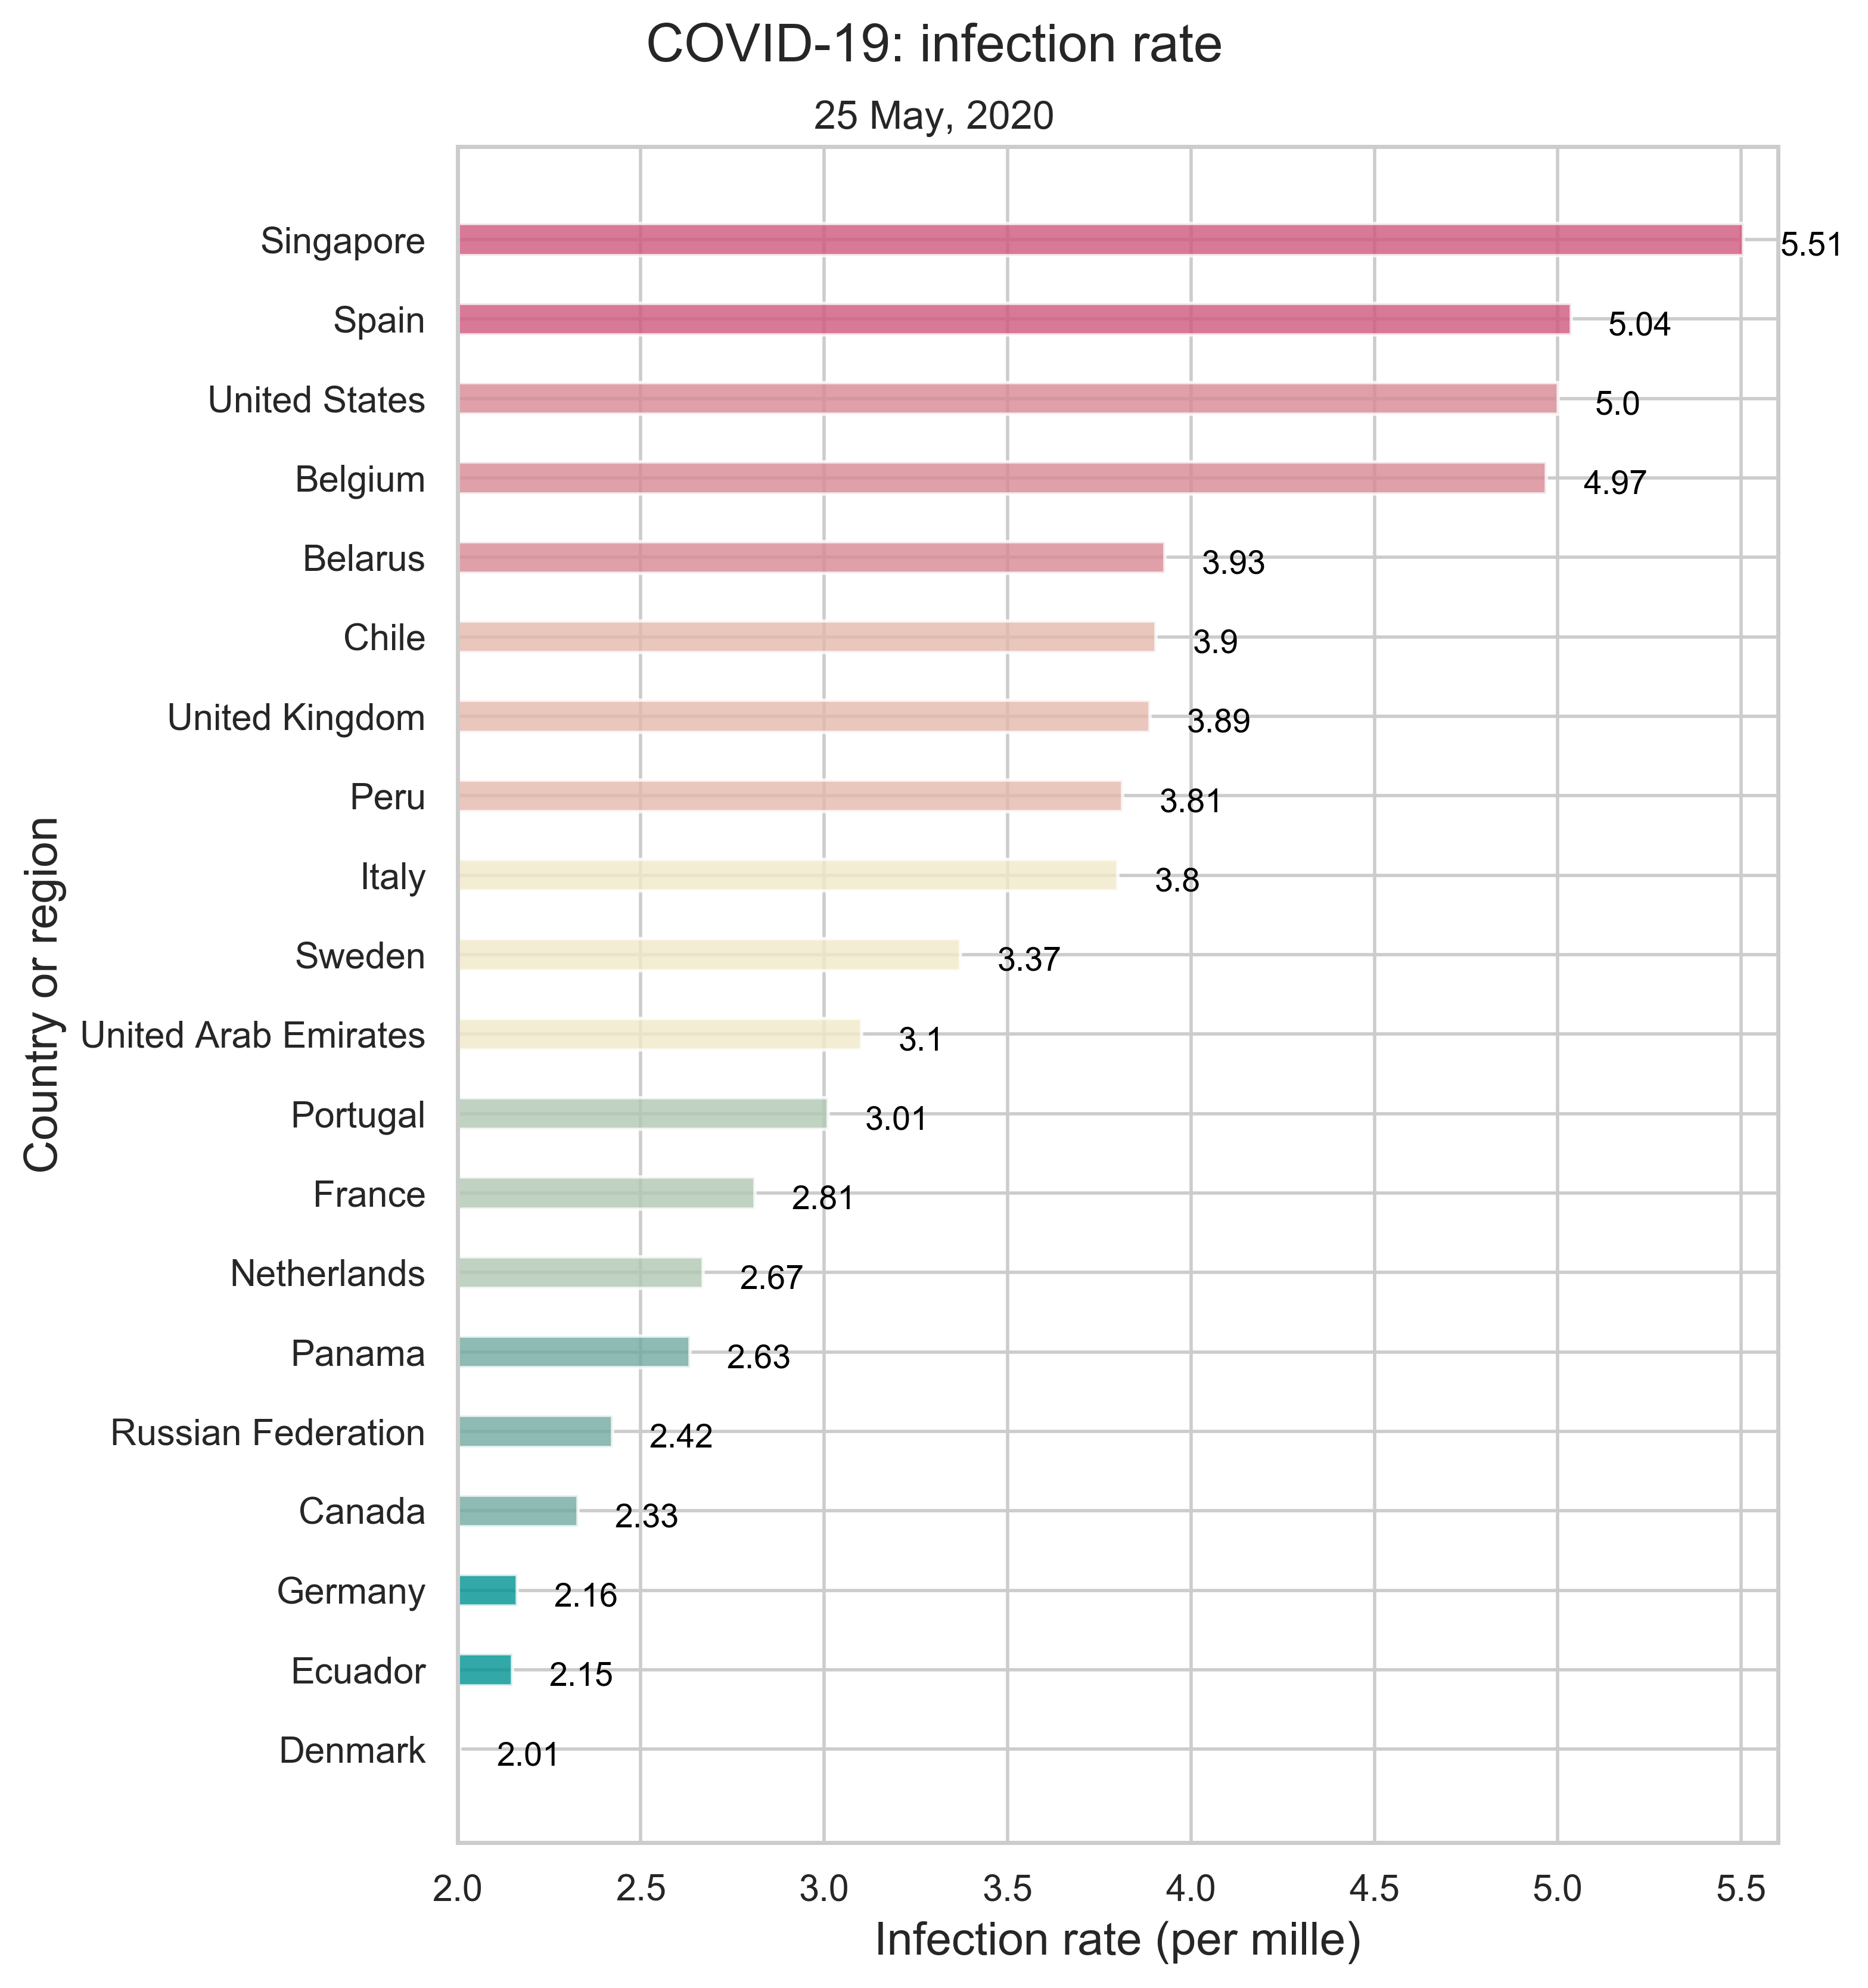 COVID-19: infection rate
25 May, 2020
Country or region
Singapore 5.51
Spain 5.04
United States 5.0
Belgium 4.97
Belarus 3.93
Chile 3.9
United Kingdom 3.89
Peru 3.81
Italy 3.8
Sweden 3.37
United Arab Emirates 3.1
Portugal 3.01
France 2.81
Netherlands 2.67
Panama 2.63
Russian Federation 2.42
Canada 2.33
Germany 2.16
Ecuador 2.15
Denmark 2.01
2.0 2.5 3.0 3.5 4.0 4.5 5.0 5.5
Infection rate (per mille)